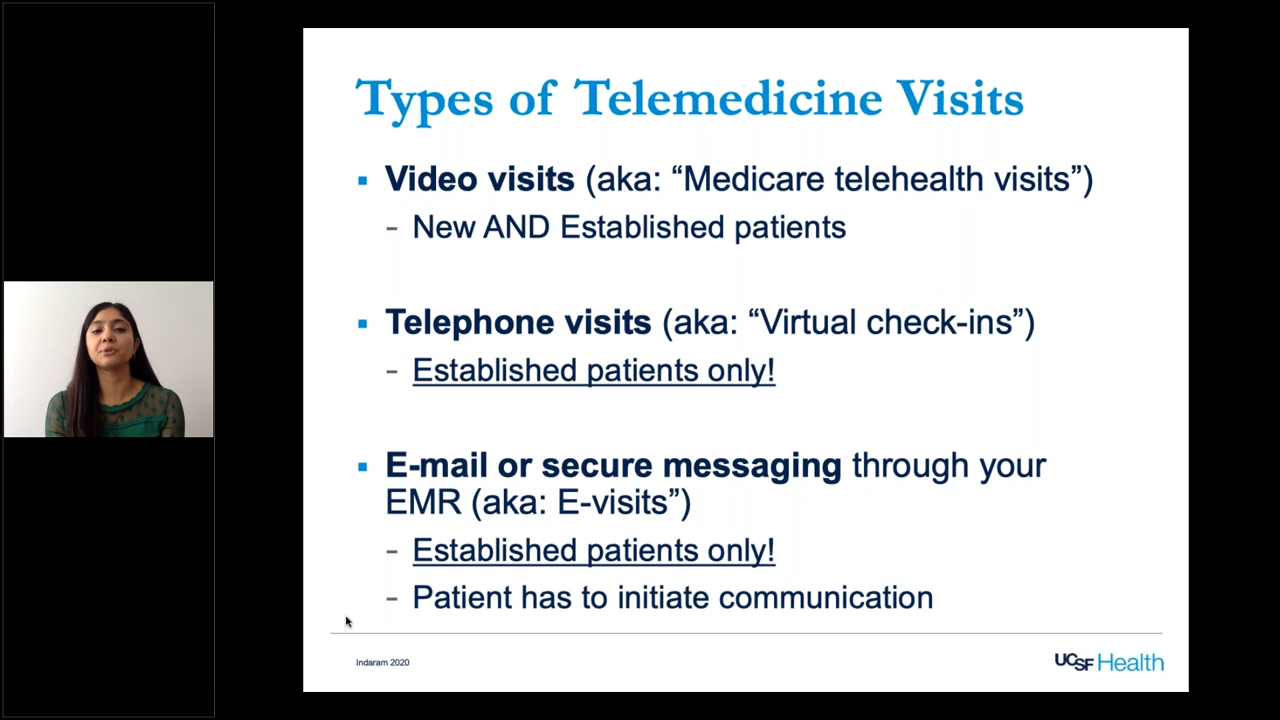 Types of Telemedicine Visits
▪ Video visits (aka: “Medicare telehealth visits”)
- New AND Established patients
▪ Telephone visits (aka: “Virtual check-ins”)
- Established patients only!
▪ E-mail or secure messaging through your
EMR (aka: E-visits”)
- Established patients only!
- Patient has to initiate communication
Indaram 2020
UCSF Health